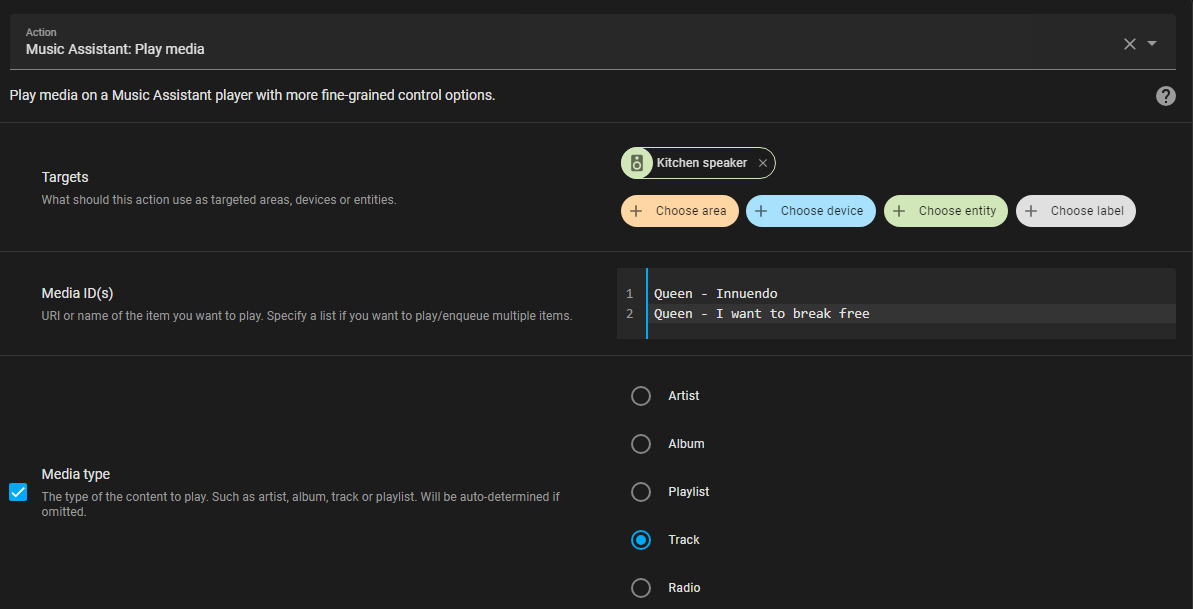 Action
Music Assistant: Play media
Play media on a Music Assistant player with more fine-grained control options.
Targets
What should this action use as targeted areas, devices or entities.
Kitchen speaker
Choose area
Choose device
Choose entity
Choose label
Media ID(s)
URI or name of the item you want to play. Specify a list if you want to play/enqueue multiple items.
1 Queen - Innuendo
2 Queen - I want to break free
Media type
The type of the content to play. Such as artist, album, track or playlist. Will be auto-determined if
omitted.
Artist
Album
Playlist
Track
Radio